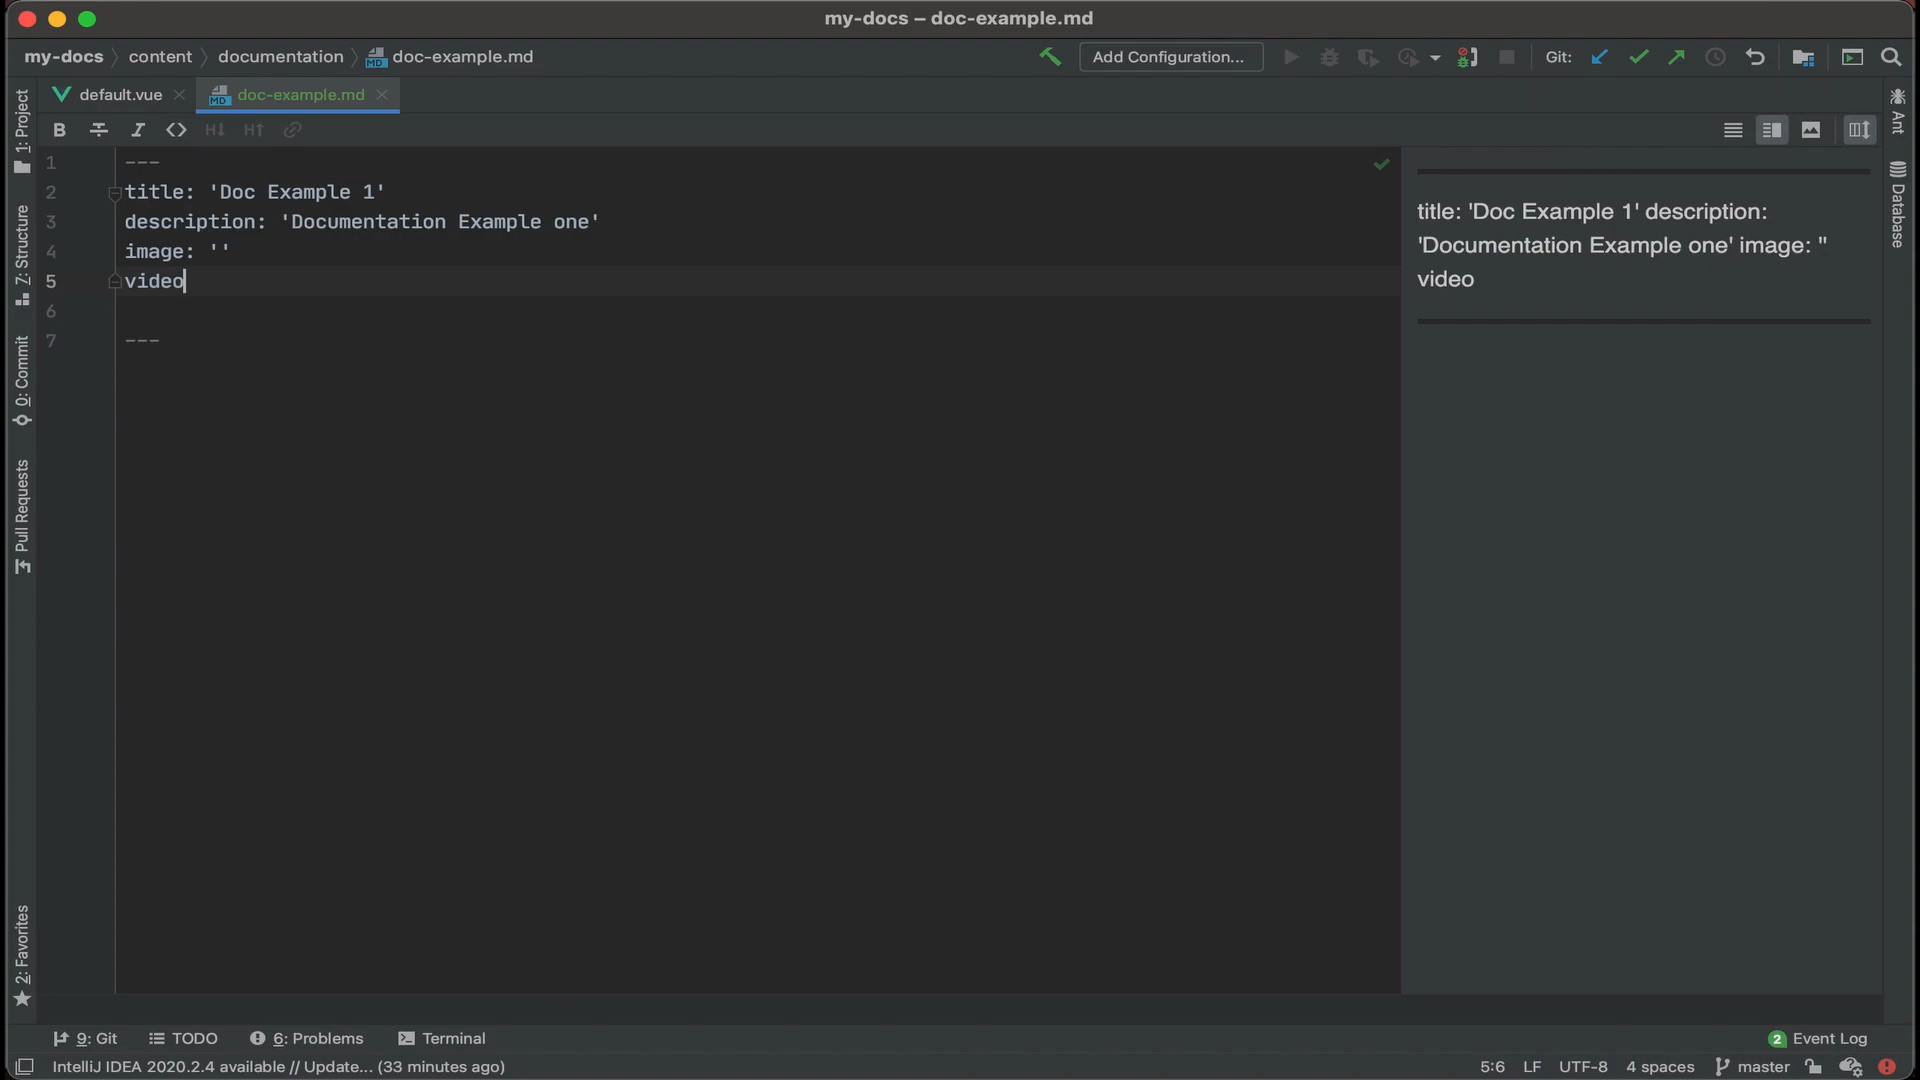 my-docs – doc-example.md
my-docs content documentation doc-example.md Add Configuration... Git:
default.vue doc-example.md
B I <> H↓ H↑
1 ---
2 title: 'Doc Example 1'
3 description: 'Documentation Example one'
4 image: ''
5 video
6
7 ---
title: 'Doc Example 1' description:
'Documentation Example one' image: ''
video
1: Project
7: Structure
0: Commit
Pull Requests
2: Favorites
Ant
Database
9: Git TODO 6: Problems Terminal 2 Event Log
IntelliJ IDEA 2020.2.4 available // Update... (33 minutes ago) 5:6 LF UTF-8 4 spaces master